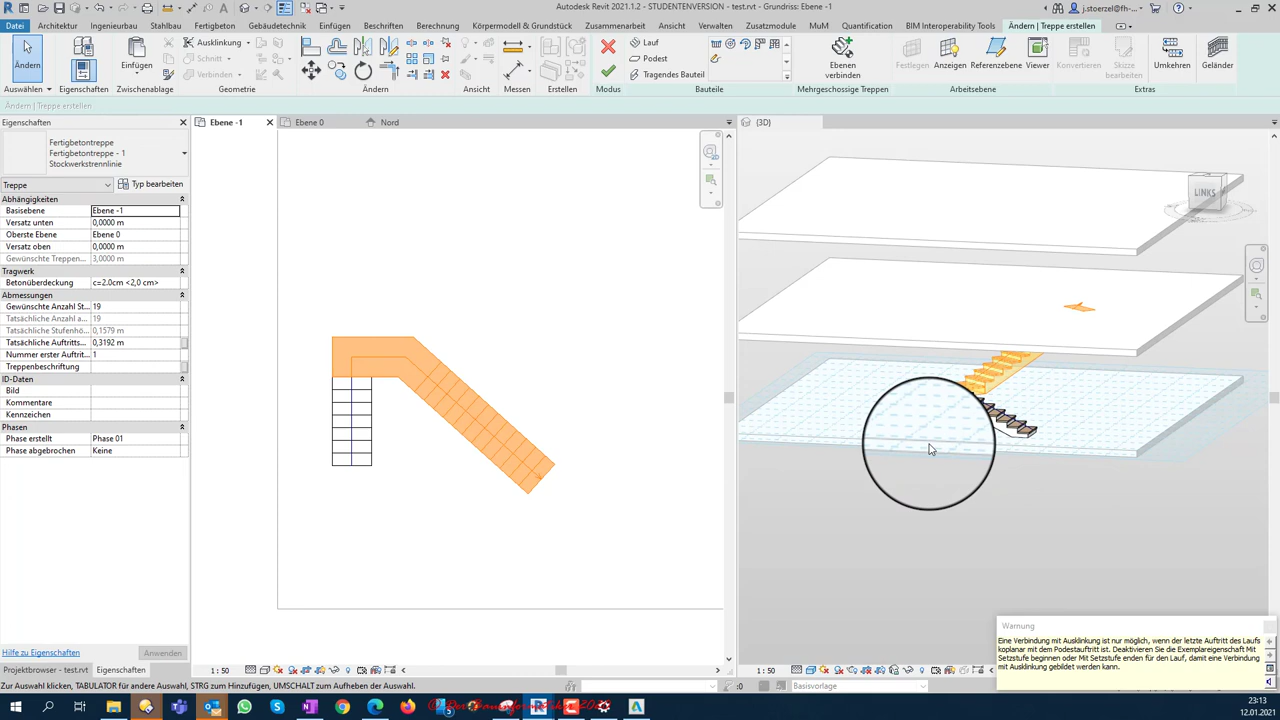 Autodesk Revit 2021.1.2 - STUDENTENVERSION - test.rvt - Grundriss: Ebene -1
j.stoerzel@fh-...
Datei Architektur Ingenieurbau Stahlbau Fertigbeton Gebäudetechnik Einfügen Beschriften Berechnung Körpermodell & Grundstück Zusammenarbeit Ansicht Verwalten Zusatzmodule MuM Quantification BIM Interoperability Tools Ändern | Treppe erstellen
Ausklinkung
Schnitt
Verbinden
Ändern
Einfügen
Lauf
Podest
Tragendes Bauteil
Ebenen verbinden
Festlegen Anzeigen Referenzebene Viewer
Konvertieren
Skizze bearbeiten
Umkehren
Geländer
Auswählen Eigenschaften Zwischenablage Geometrie Ändern Ansicht Messen Erstellen Modus Bauteile Mehrgeschossige Treppen Arbeitsebene Extras
Ändern | Treppe erstellen
Eigenschaften
Ebene -1
Ebene 0
Nord
{3D}
Fertigbetontreppe
Fertigbetontreppe - 1
Stockwerkstrennlinie
Treppe
Typ bearbeiten
Abhängigkeiten
Basisebene Ebene -1
Versatz unten 0,0000 m
Oberste Ebene Ebene 0
Versatz oben 0,0000 m
Gewünschte Treppen... 3,0000 m
Tragwerk
Betonüberdeckung c=2.0cm <2,0 cm>
Abmessungen
Gewünschte Anzahl St... 19
Tatsächliche Anzahl a... 19
Tatsächliche Stufenhö... 0,1579 m
Tatsächliche Auftritts... 0,3192 m
Nummer erster Auftrit... 1
Treppenbeschriftung
ID-Daten
Bild
Kommentare
Kennzeichen
Phasen
Phase erstellt Phase 01
Phase abgebrochen Keine
LINKS
Warnung
Eine Verbindung mit Ausklinkung ist nur möglich, wenn der letzte Auftritt des Laufs
koplanar mit dem Podestauftritt ist. Deaktivieren Sie die Exemplareigenschaft Mit
Setzstufe beginnen oder Mit Setzstufe enden für den Lauf, damit eine Verbindung
mit Ausklinkung gebildet werden kann.
Hilfe zu Eigenschaften
Anwenden
Projektbrowser - test.rvt
Eigenschaften
1 : 50
1 : 50
Zur Auswahl klicken, TABULATOR für andere, STRG zum Hinzufügen, UMSCHALT zum Aufheben der Auswahl.
:0
Basisvorlage
23:13
12.01.2021